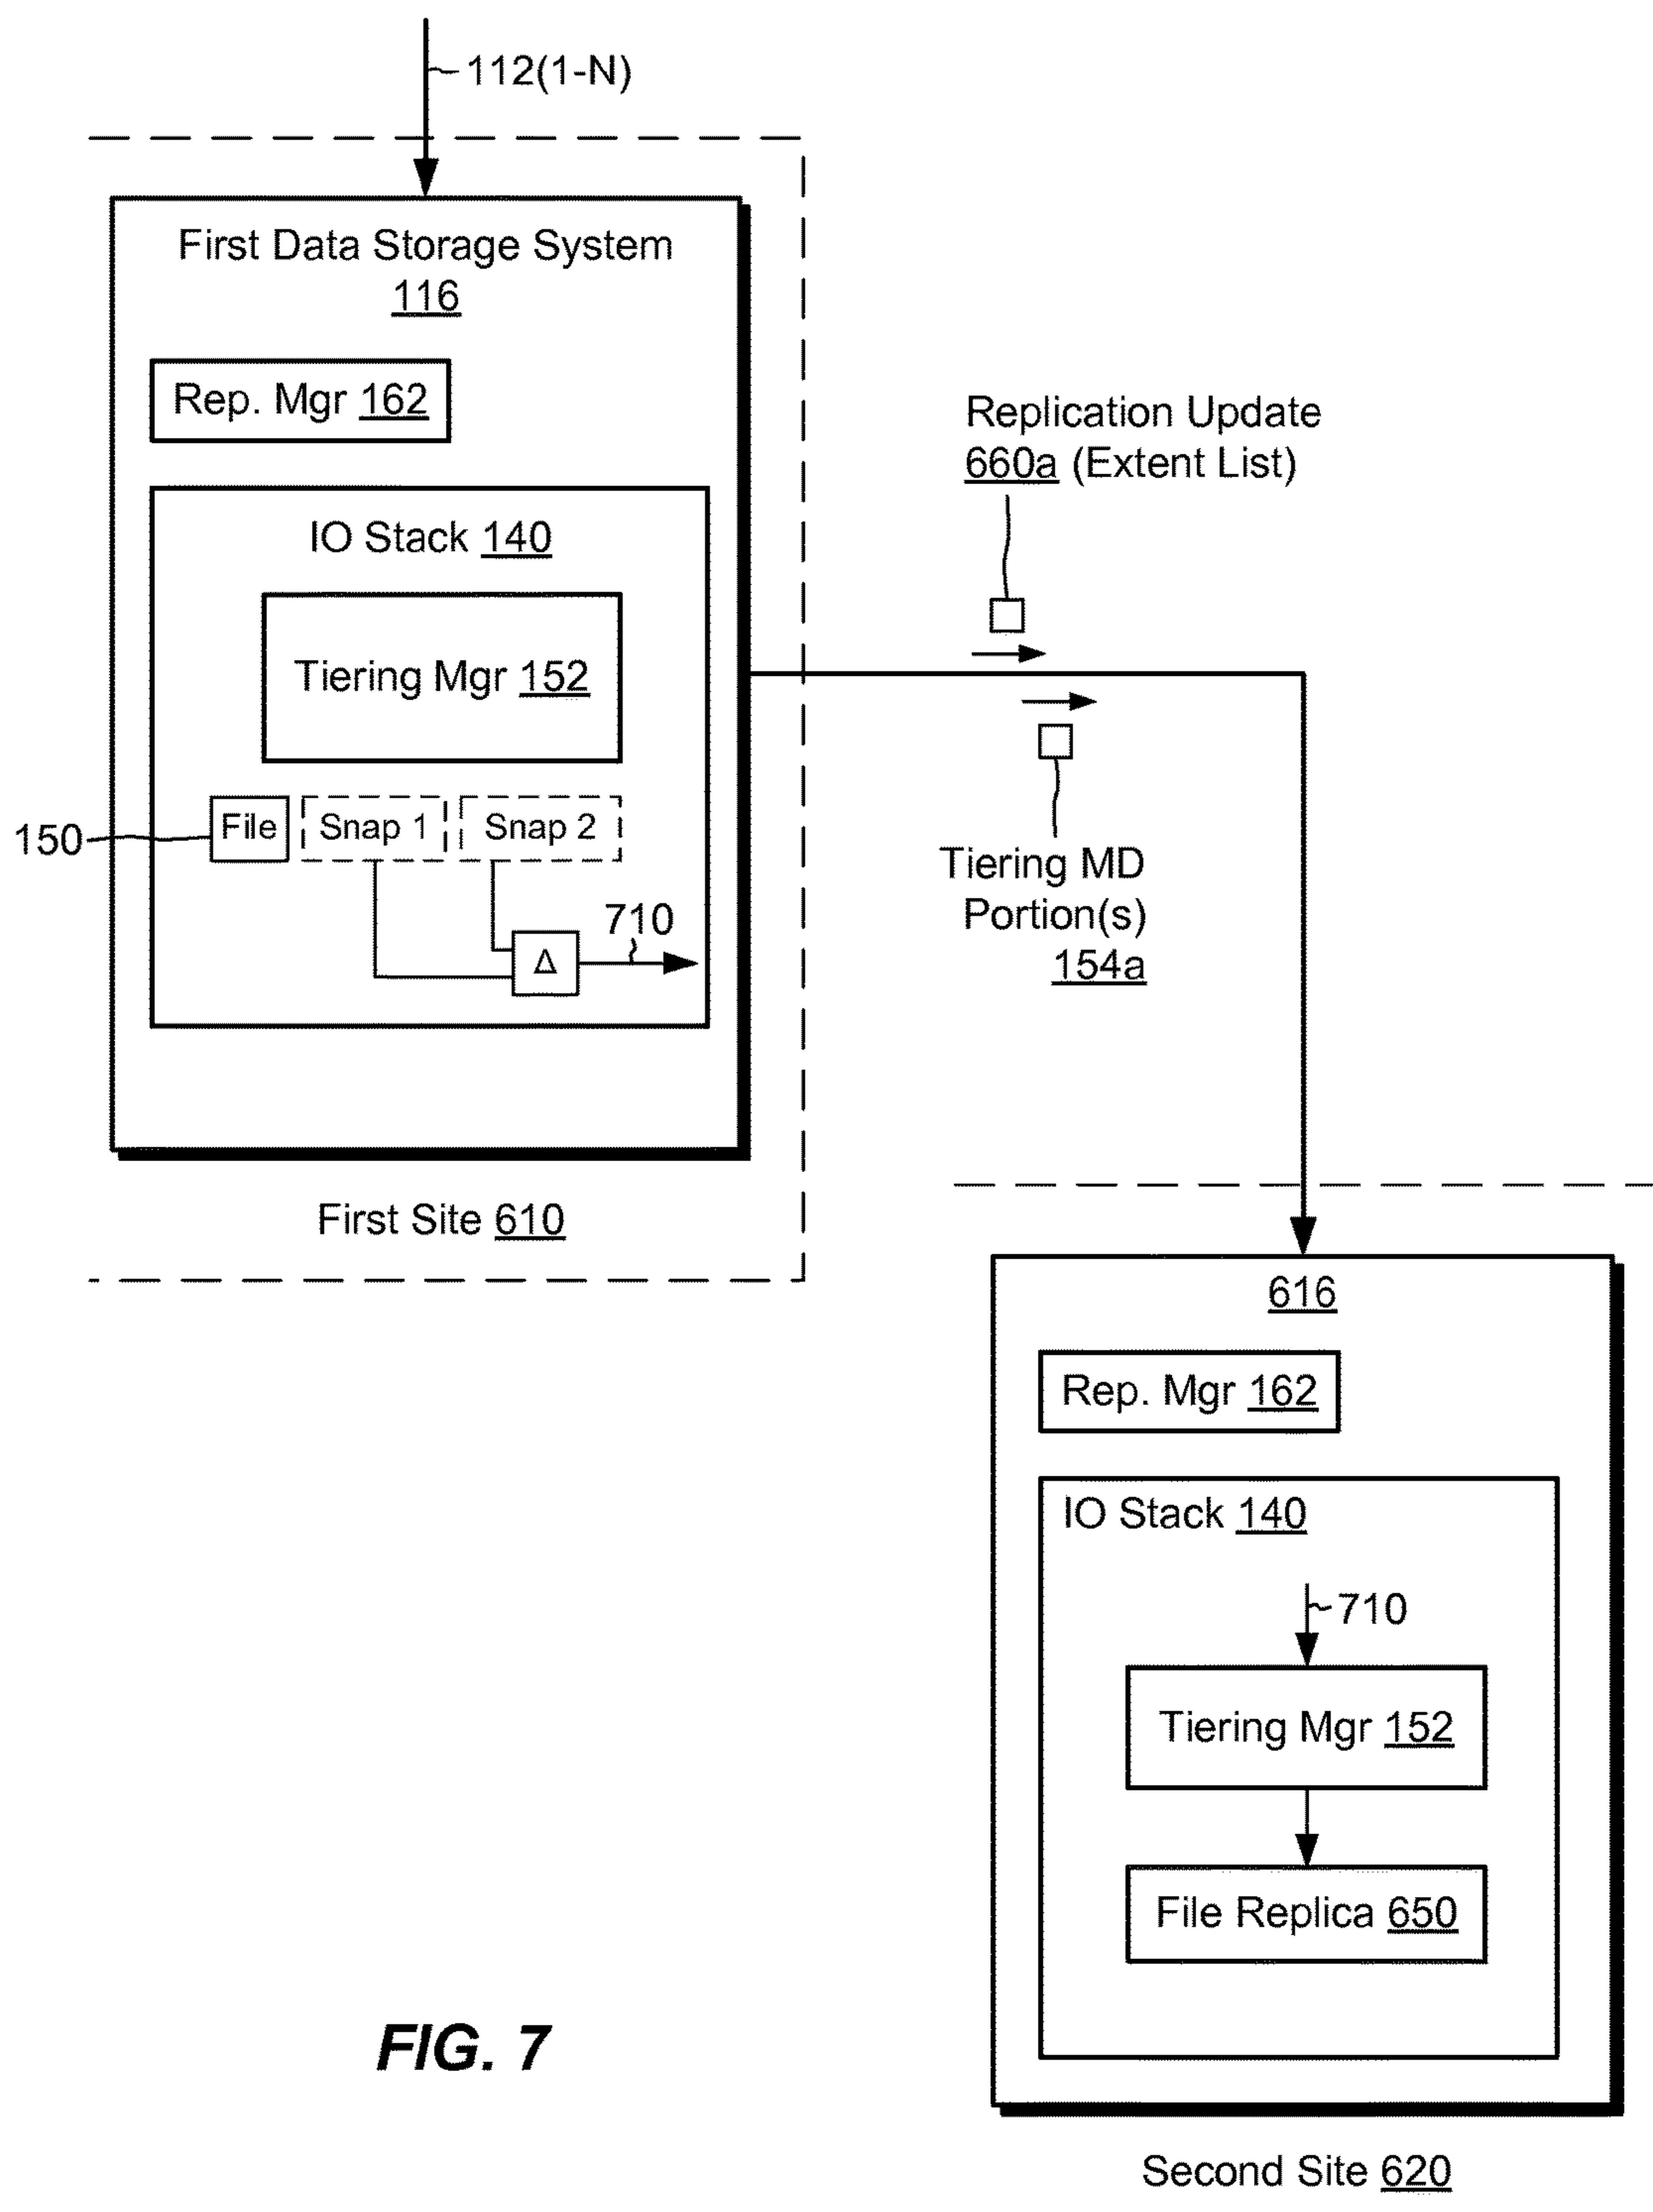 112(1-N)
First Data Storage System
116
Rep. Mgr 162
Replication Update
660a (Extent List)
IO Stack 140
Tiering Mgr 152
150
File
Snap 1
Snap 2
Tiering MD
Portion(s)
154a
710
Δ
First Site 610
616
Rep. Mgr 162
IO Stack 140
710
Tiering Mgr 152
File Replica 650
FIG. 7
Second Site 620